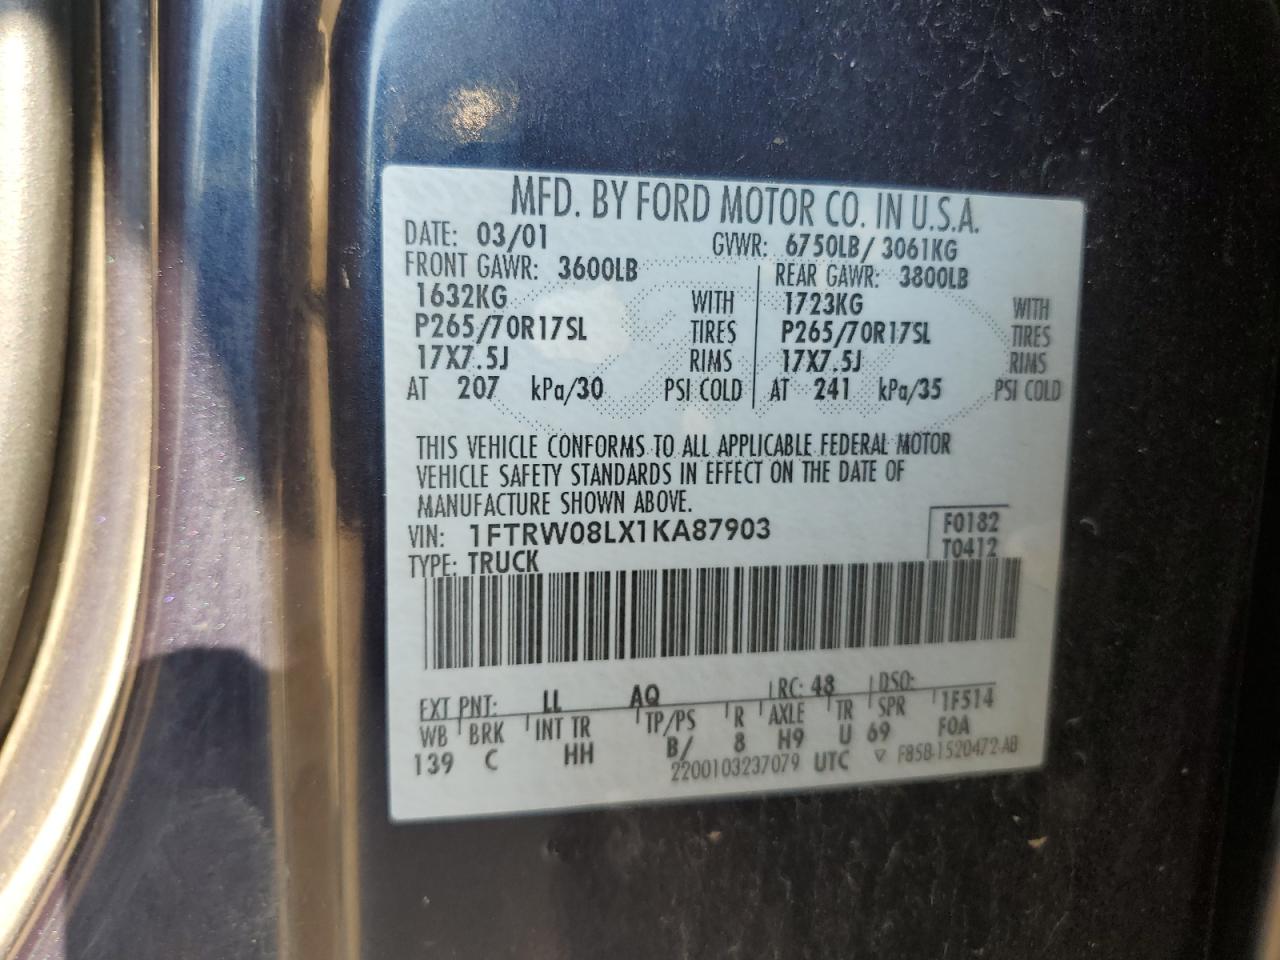 MFD. BY FORD MOTOR CO. IN U.S.A.
DATE: 03/01 GVWR: 6750LB/ 3061KG
FRONT GAWR: 3600LB REAR GAWR: 3800LB
1632KG WITH 1723KG WITH
P265/70R17SL TIRES P265/70R17SL TIRES
17X7.5J RIMS 17X7.5J RIMS
AT 207 kPa/30 PSI COLD AT 241 kPa/35 PSI COLD
THIS VEHICLE CONFORMS TO ALL APPLICABLE FEDERAL MOTOR
VEHICLE SAFETY STANDARDS IN EFFECT ON THE DATE OF
MANUFACTURE SHOWN ABOVE.
VIN: 1FTRW08LX1KA87903 F0182
TYPE: TRUCK T0412
EXT PNT: LL AQ RC: 48 DSO:
WB BRK INT TR TP/PS R AXLE TR SPR 1F514
139 C HH B/ 8 H9 U 69 FOA
2200103237079 UTC ▽ F85B-1520472-AB